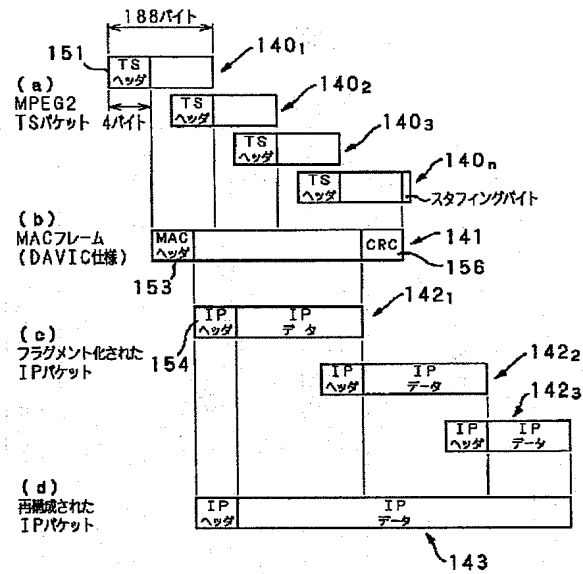 188バイト
151
TS
ヘッダ
140₁
(a)
MPEG2
TSパケット
4バイト
TS
ヘッダ
140₂
TS
ヘッダ
140₃
TS
ヘッダ
140n
スタフィングバイト
(b)
MACフレーム
(DAVIC仕様)
MAC
ヘッダ
CRC
141
153
156
142₁
IP
ヘッダ
IP
データ
154
(c)
フラグメント化された
IPパケット
IP
ヘッダ
IP
データ
142₂
142₃
IP
ヘッダ
IP
データ
(d)
再構成された
IPパケット
IP
ヘッダ
IP
データ
143